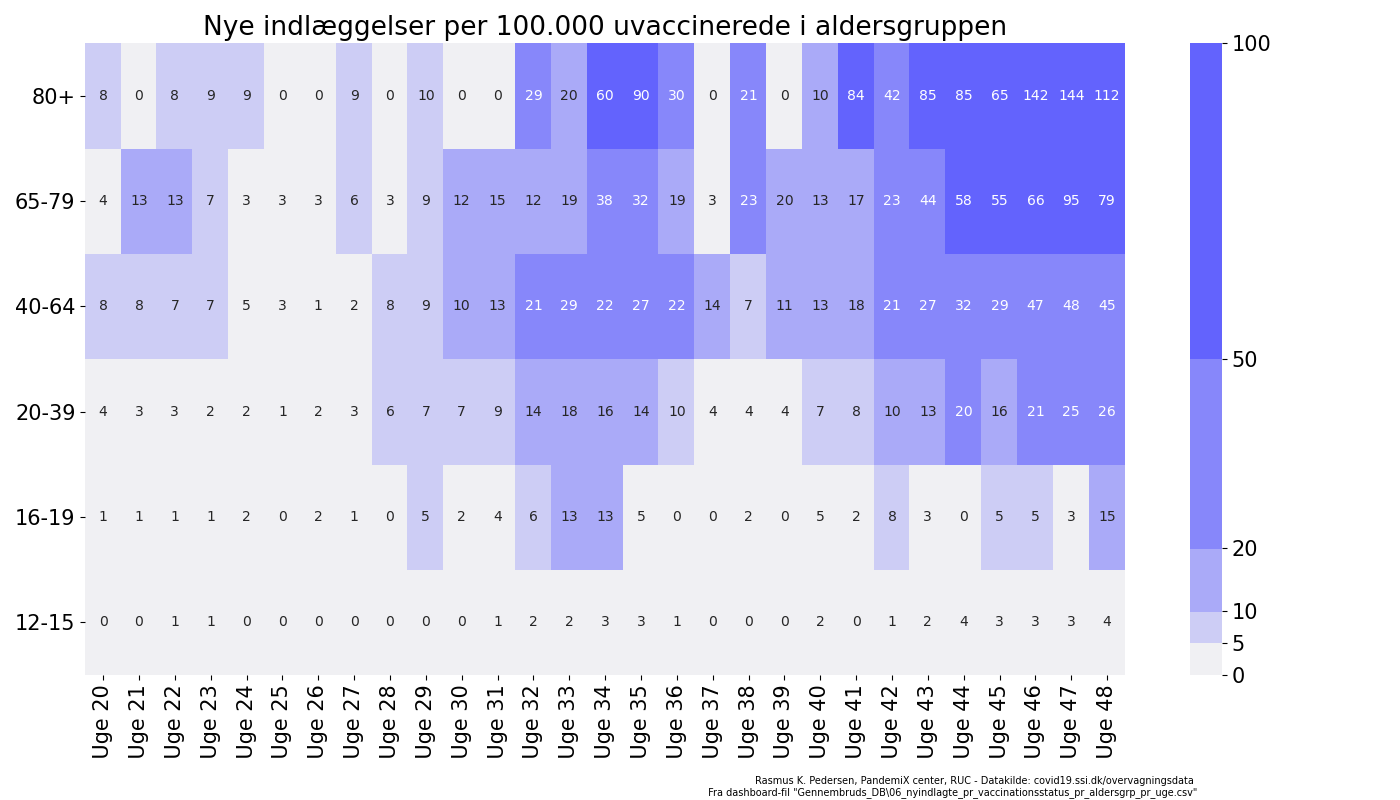 Nye indlæggelser per 100.000 uvaccinerede i aldersgruppen
80+ 8 0 8 9 9 0 0 9 0 10 0 0 29 20 60 90 30 0 21 0 10 84 42 85 85 65 142 144 112
65-79 4 13 13 7 3 3 3 6 3 9 12 15 12 19 38 32 19 3 23 20 13 17 23 44 58 55 66 95 79
40-64 8 8 7 7 5 3 1 2 8 9 10 13 21 29 22 27 22 14 7 11 13 18 21 27 32 29 47 48 45
20-39 4 3 3 2 2 1 2 3 6 7 7 9 14 18 16 14 10 4 4 4 7 8 10 13 20 16 21 25 26
16-19 1 1 1 1 2 0 2 1 0 5 2 4 6 13 13 5 0 0 2 0 5 2 8 3 0 5 5 3 15
12-15 0 0 1 1 0 0 0 0 0 0 0 1 2 2 3 3 1 0 0 0 2 0 1 2 4 3 3 3 4
Uge 20 Uge 21 Uge 22 Uge 23 Uge 24 Uge 25 Uge 26 Uge 27 Uge 28 Uge 29 Uge 30 Uge 31 Uge 32 Uge 33 Uge 34 Uge 35 Uge 36 Uge 37 Uge 38 Uge 39 Uge 40 Uge 41 Uge 42 Uge 43 Uge 44 Uge 45 Uge 46 Uge 47 Uge 48
100
50
20
10
5
0
Rasmus K. Pedersen, PandemiX center, RUC - Datakilde: covid19.ssi.dk/overvagningsdata
Fra dashboard-fil "Gennembruds_DB\06_nyindlagte_pr_vaccinationsstatus_pr_aldersgrp_pr_uge.csv"